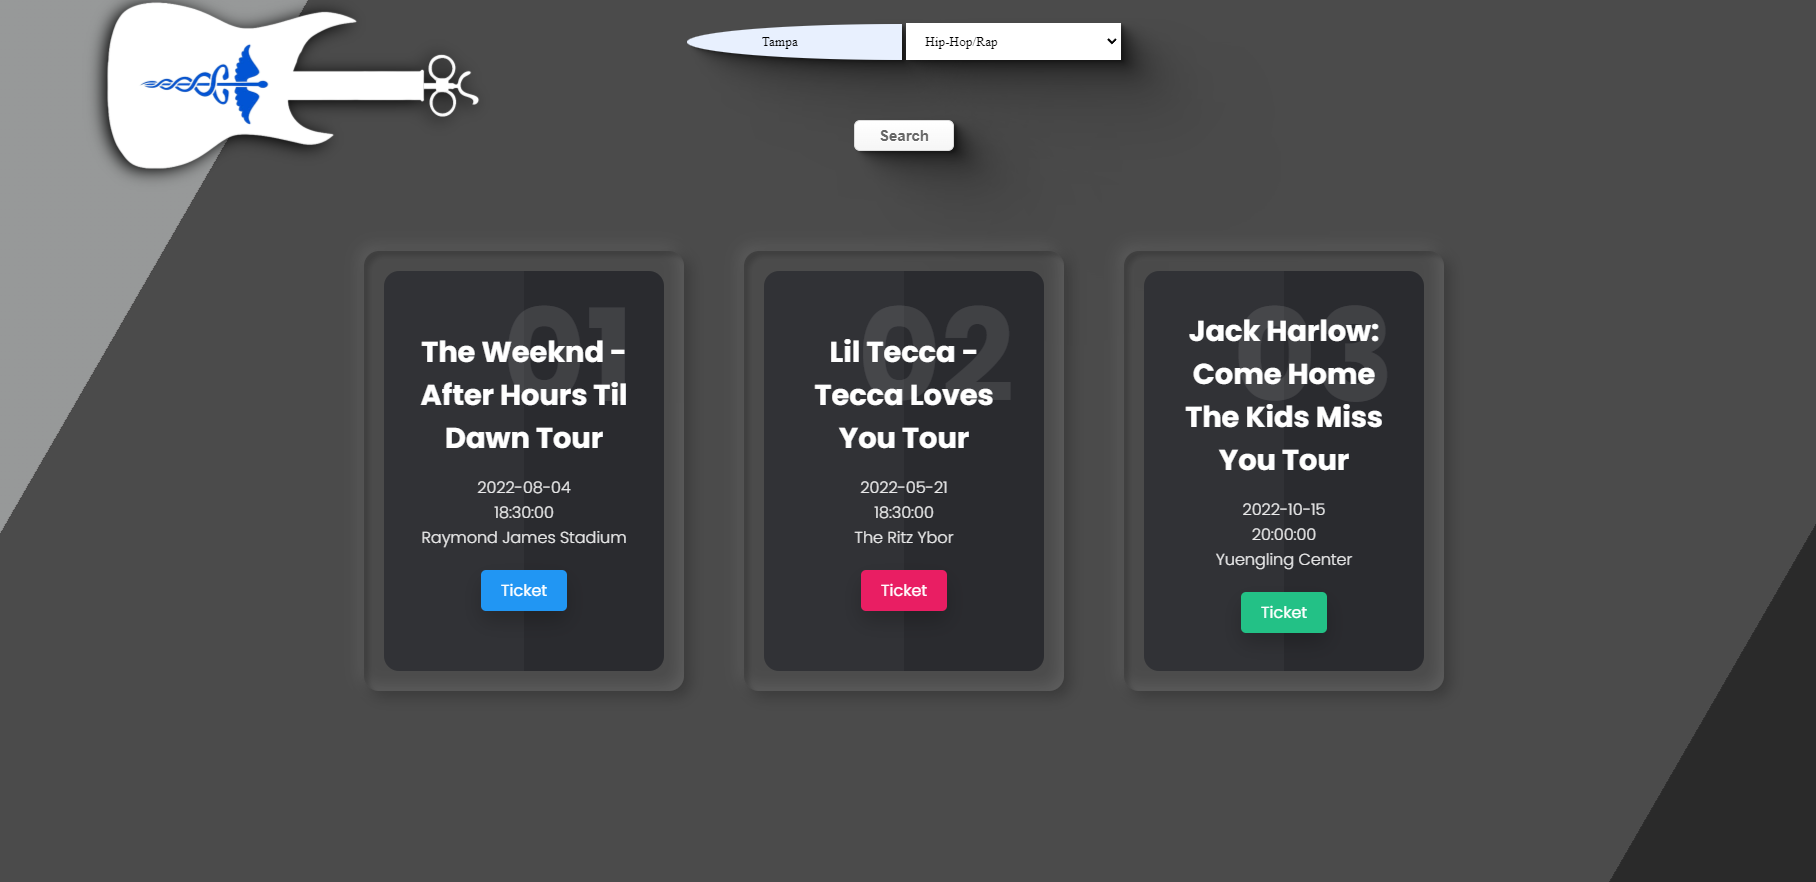 Tampa
Hip-Hop/Rap
Search
01
The Weeknd -
After Hours Til
Dawn Tour
2022-08-04
18:30:00
Raymond James Stadium
Ticket
02
Lil Tecca -
Tecca Loves
You Tour
2022-05-21
18:30:00
The Ritz Ybor
Ticket
03
Jack Harlow:
Come Home
The Kids Miss
You Tour
2022-10-15
20:00:00
Yuengling Center
Ticket